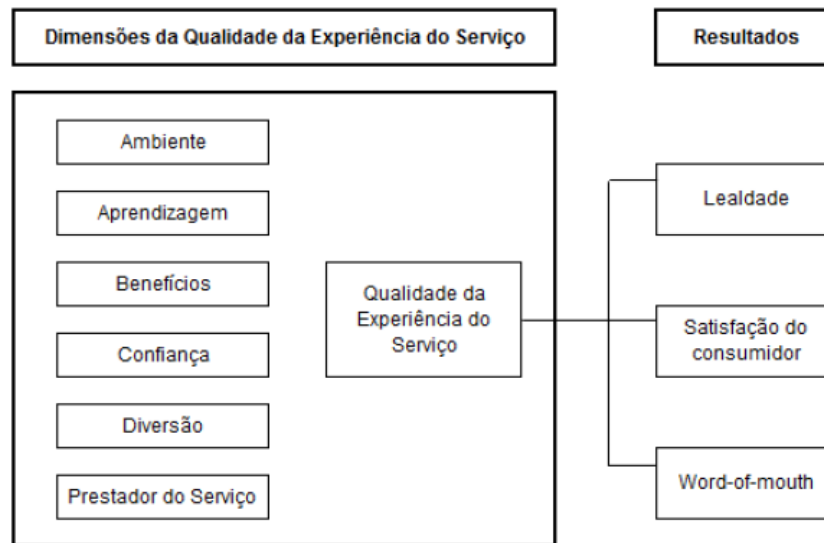 Dimensões da Qualidade da Experiência do Serviço
Resultados
Ambiente
Aprendizagem
Benefícios
Confiança
Diversão
Prestador do Serviço
Qualidade da
Experiência do
Serviço
Lealdade
Satisfação do
consumidor
Word-of-mouth